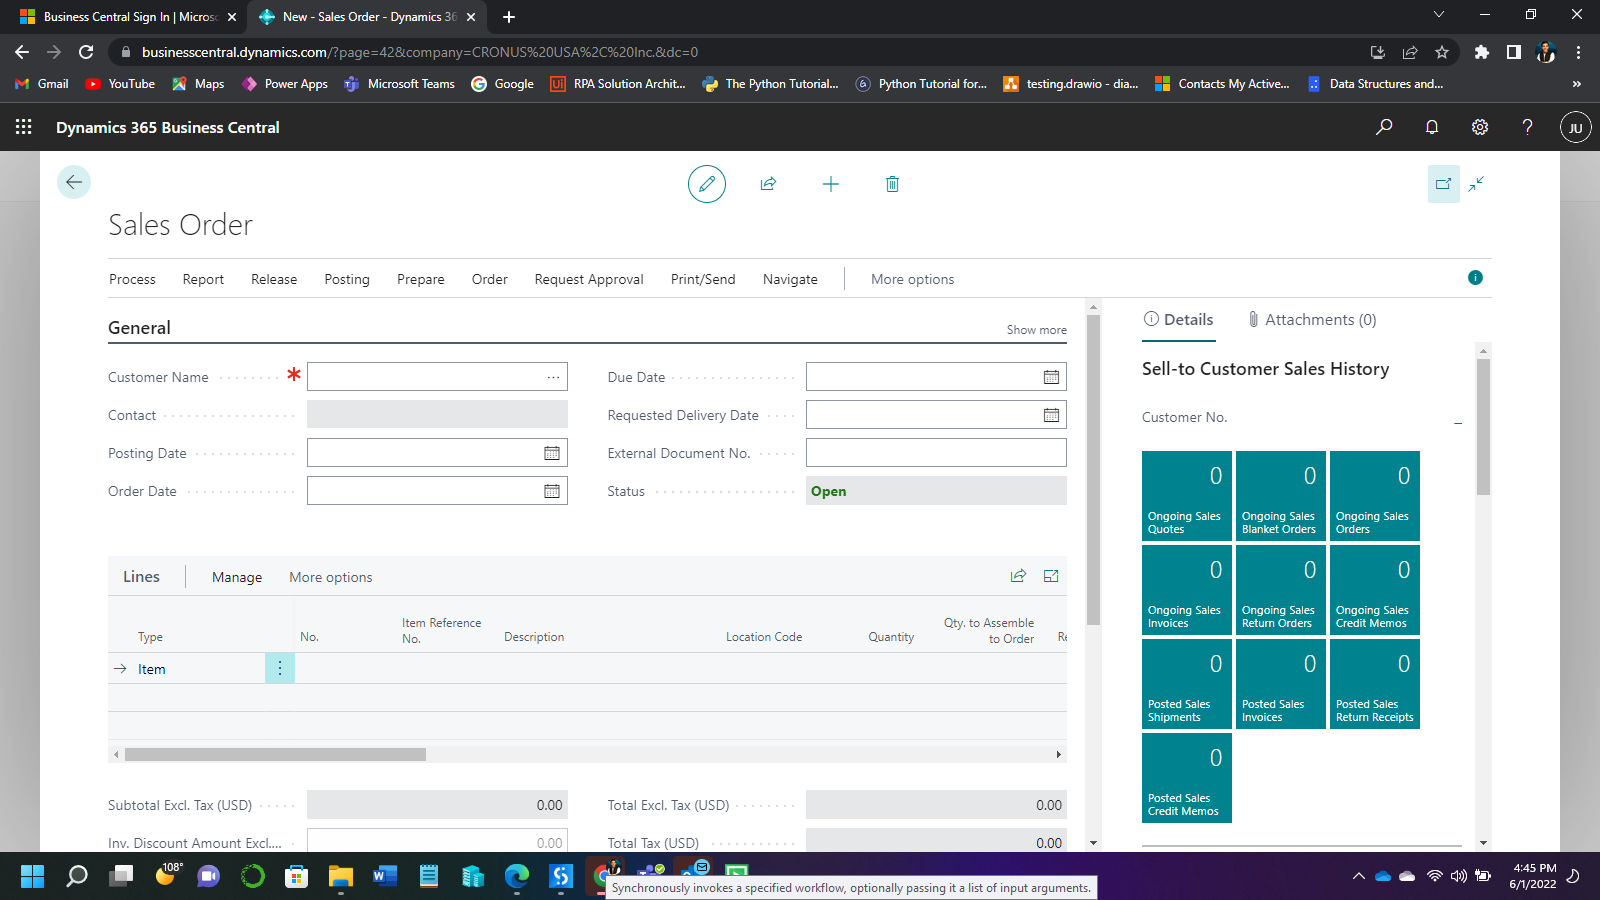 Business Central Sign In | Micros
New - Sales Order - Dynamics 36
businesscentral.dynamics.com/?page=42&company=CRONUS%20USA%2C%20Inc.&dc=0
Gmail
YouTube
Maps
Power Apps
Microsoft Teams
Google
Ui
RPA Solution Archit...
The Python Tutorial...
Python Tutorial for...
testing.drawio - dia...
Contacts My Active...
Data Structures and...
»
Dynamics 365 Business Central
JU
Sales Order
Process Report Release Posting Prepare Order Request Approval Print/Send Navigate More options
General
Show more
Customer Name
Contact
Posting Date
Order Date
Due Date
Requested Delivery Date
External Document No.
Status
Open
Lines Manage More options
Type
No.
Item Reference
No.
Description
Location Code
Quantity
Qty. to Assemble
to Order
Re
Item
Subtotal Excl. Tax (USD) 0.00
Total Excl. Tax (USD) 0.00
Inv. Discount Amount Excl.... 0.00
Total Tax (USD) 0.00
Details
Attachments (0)
Sell-to Customer Sales History
Customer No.
_
0
Ongoing Sales
Quotes
0
Ongoing Sales
Blanket Orders
0
Ongoing Sales
Orders
0
Ongoing Sales
Invoices
0
Ongoing Sales
Return Orders
0
Ongoing Sales
Credit Memos
0
Posted Sales
Shipments
0
Posted Sales
Invoices
0
Posted Sales
Return Receipts
0
Posted Sales
Credit Memos
108°
Synchronously invokes a specified workflow, optionally passing it a list of input arguments.
4:45 PM
6/1/2022